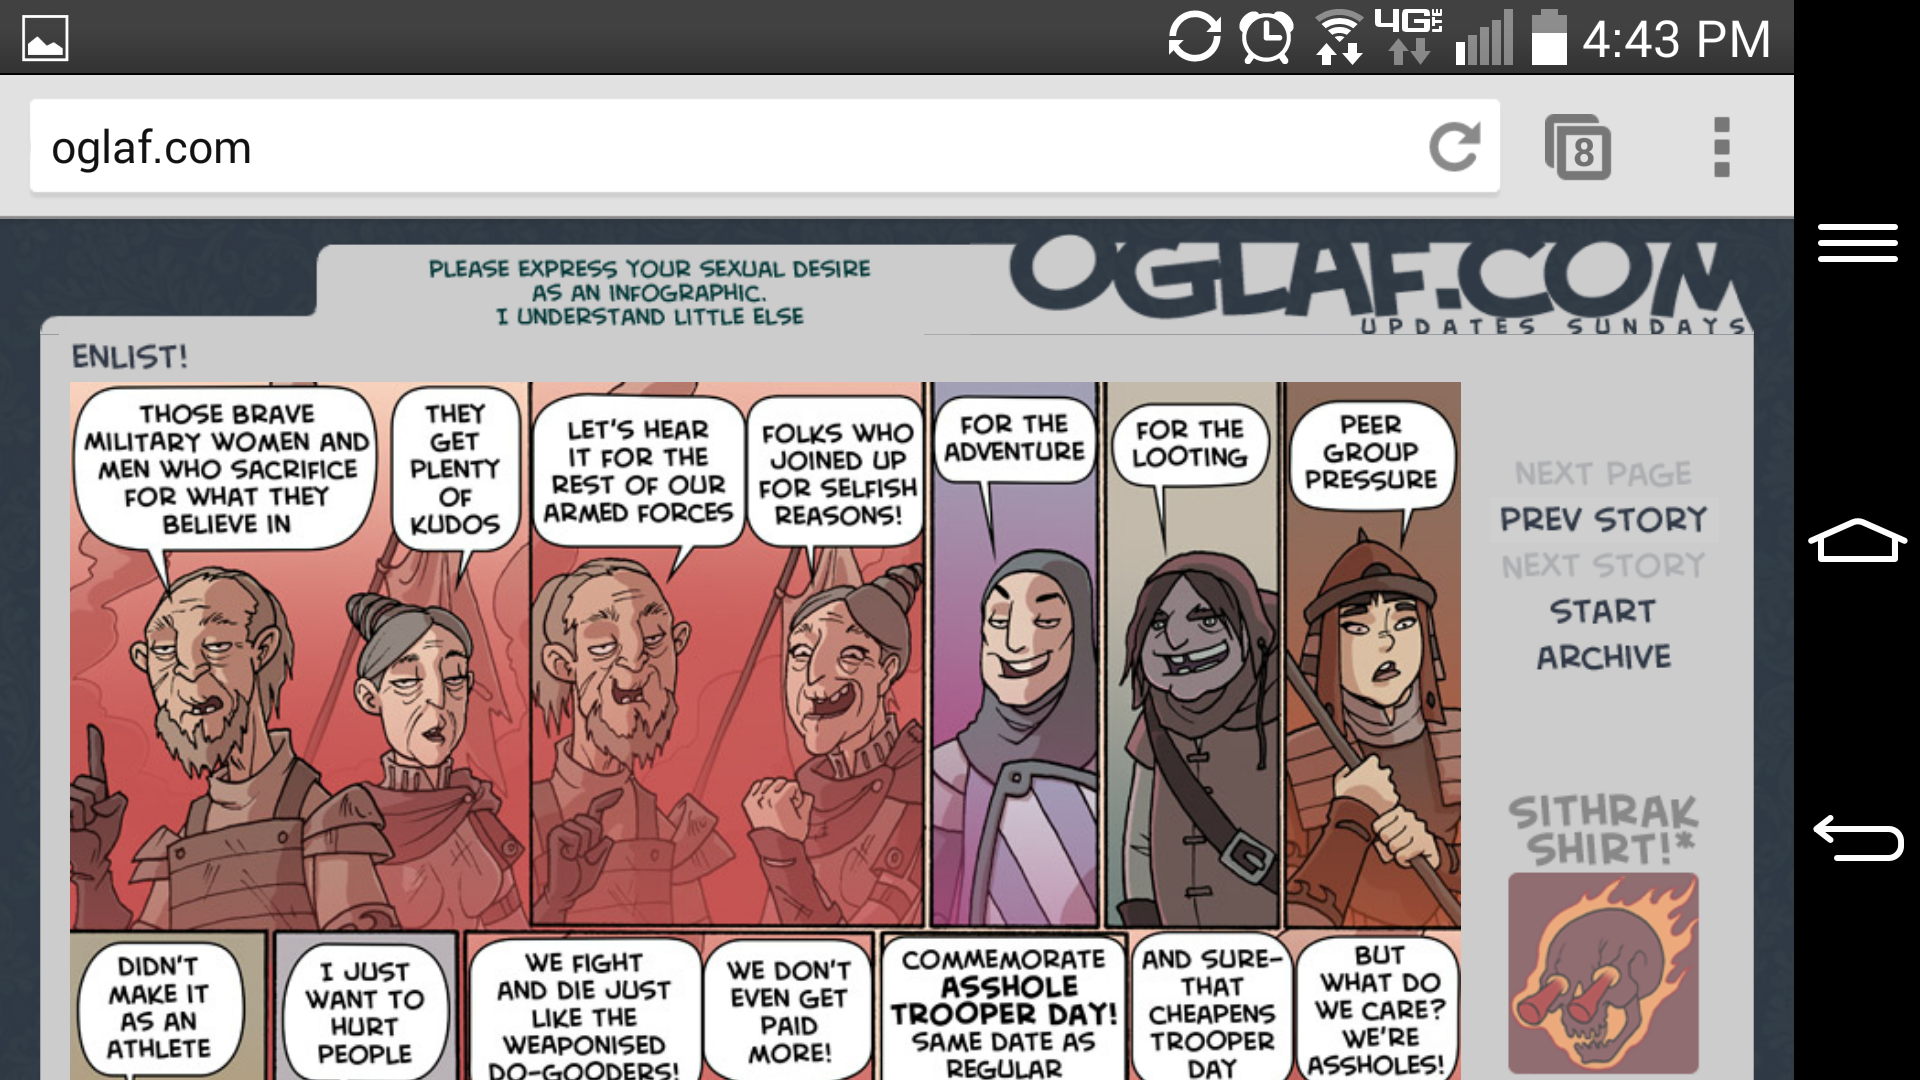 4G LTE
4:43 PM
oglaf.com
8
PLEASE EXPRESS YOUR SEXUAL DESIRE
AS AN INFOGRAPHIC.
I UNDERSTAND LITTLE ELSE
OGLAF.COM
UPDATES SUNDAYS
ENLIST!
THOSE BRAVE
MILITARY WOMEN AND
MEN WHO SACRIFICE
FOR WHAT THEY
BELIEVE IN
THEY
GET
PLENTY
OF
KUDOS
LET'S HEAR
IT FOR THE
REST OF OUR
ARMED FORCES
FOLKS WHO
JOINED UP
FOR SELFISH
REASONS!
FOR THE
ADVENTURE
FOR THE
LOOTING
PEER
GROUP
PRESSURE
DIDN'T
MAKE IT
AS AN
ATHLETE
I JUST
WANT TO
HURT
PEOPLE
WE FIGHT
AND DIE JUST
LIKE THE
WEAPONISED
DO-GOODERS!
WE DON'T
EVEN GET
PAID
MORE!
COMMEMORATE
ASSHOLE
TROOPER DAY!
SAME DATE AS
REGULAR
AND SURE-
THAT
CHEAPENS
TROOPER
DAY
BUT
WHAT DO
WE CARE?
WE'RE
ASSHOLES!
NEXT PAGE
PREV STORY
NEXT STORY
START
ARCHIVE
SITHRAK
SHIRT!*